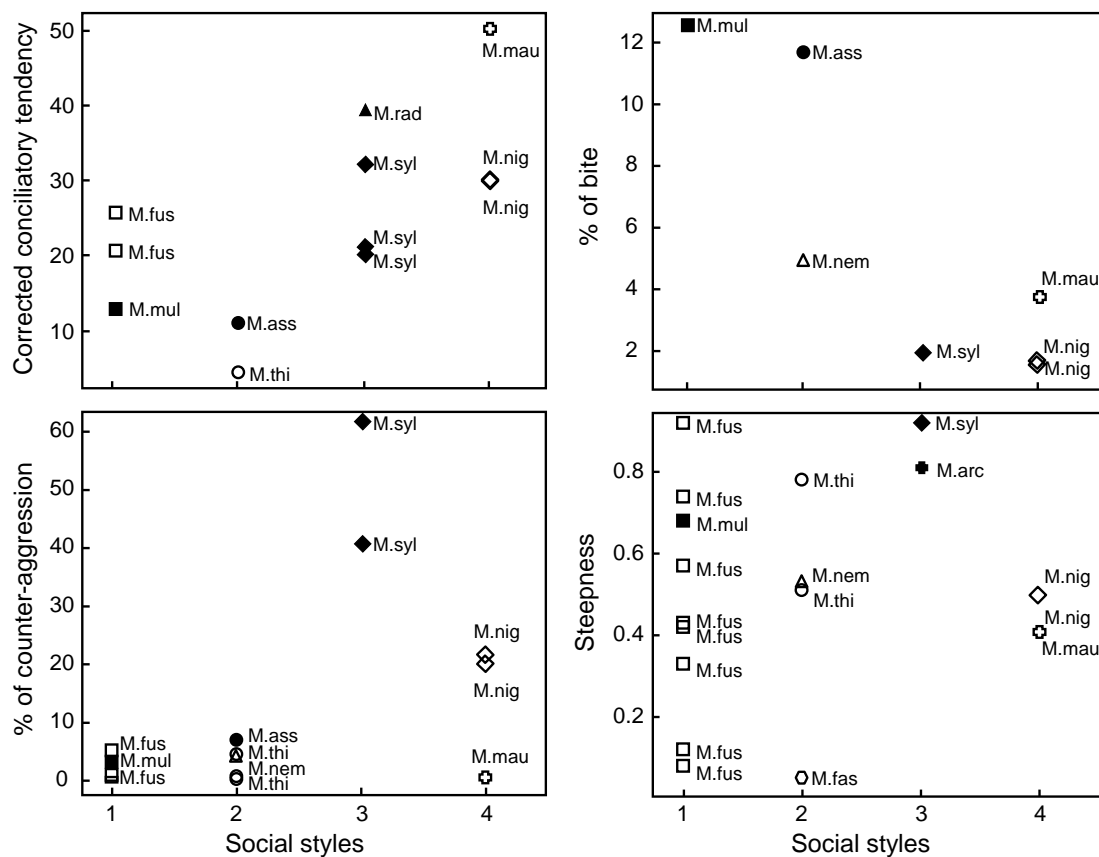 Corrected conciliatory tendency
50
40
30
20
10
M.mau
M.rad
M.syl
M.nig
M.nig
M.fus
M.fus
M.syl
M.syl
M.mul
M.ass
M.thi
% of bite
12
10
8
6
4
2
M.mul
M.ass
M.nem
M.mau
M.syl
M.nig
M.nig
% of counter-aggression
60
50
40
30
20
10
0
M.syl
M.syl
M.nig
M.nig
M.fus
M.mul
M.fus
M.ass
M.thi
M.nem
M.thi
M.mau
1
2
3
4
Social styles
Steepness
0.8
0.6
0.4
0.2
M.fus
M.syl
M.arc
M.thi
M.fus
M.mul
M.fus
M.nem
M.thi
M.nig
M.nig
M.mau
M.fus
M.fus
M.fus
M.fus
M.fus
M.fas
1
2
3
4
Social styles